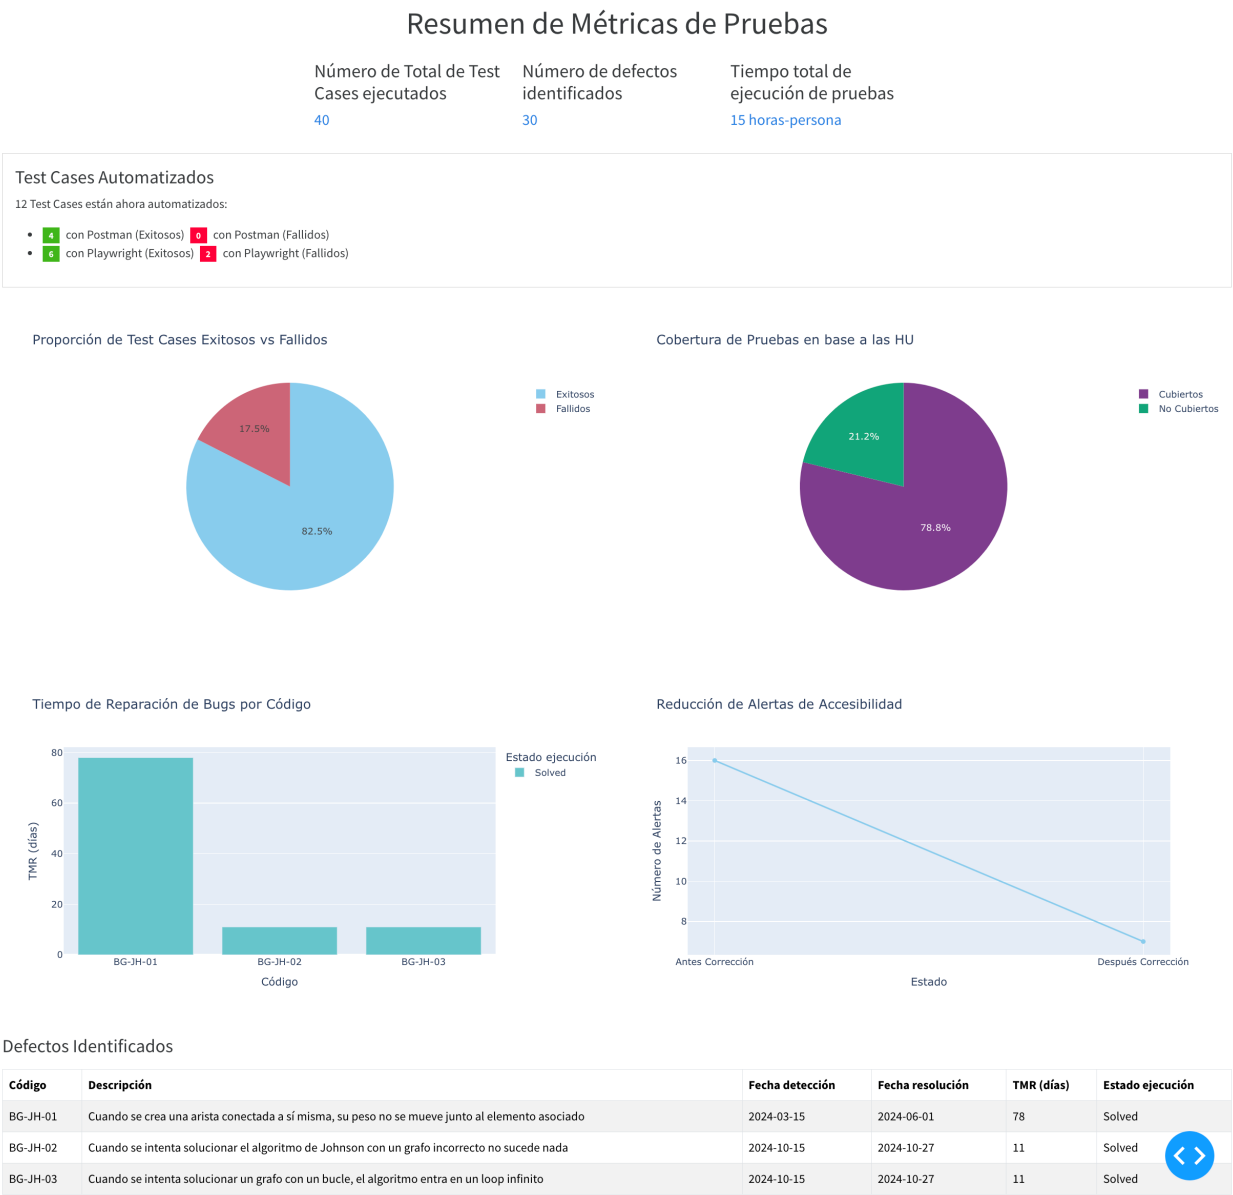 Resumen de Métricas de Pruebas
Número de Total de Test
Cases ejecutados
40
Número de defectos
identificados
30
Tiempo total de
ejecución de pruebas
15 horas-persona
Test Cases Automatizados
12 Test Cases están ahora automatizados:
4 con Postman (Exitosos) 0 con Postman (Fallidos)
6 con Playwright (Exitosos) 2 con Playwright (Fallidos)
Proporción de Test Cases Exitosos vs Fallidos
Exitosos
Fallidos
17.5%
82.5%
Cobertura de Pruebas en base a las HU
Cubiertos
No Cubiertos
21.2%
78.8%
Tiempo de Reparación de Bugs por Código
Estado ejecución
Solved
80
60
40
20
0
TMR (días)
BG-JH-01 BG-JH-02 BG-JH-03
Código
Reducción de Alertas de Accesibilidad
16
14
12
10
8
Número de Alertas
Antes Corrección Después Corrección
Estado
Defectos Identificados
Código Descripción Fecha detección Fecha resolución TMR (días) Estado ejecución
BG-JH-01 Cuando se crea una arista conectada a sí misma, su peso no se mueve junto al elemento asociado 2024-03-15 2024-06-01 78 Solved
BG-JH-02 Cuando se intenta solucionar el algoritmo de Johnson con un grafo incorrecto no sucede nada 2024-10-15 2024-10-27 11 Solved
BG-JH-03 Cuando se intenta solucionar un grafo con un bucle, el algoritmo entra en un loop infinito 2024-10-15 2024-10-27 11 Solved